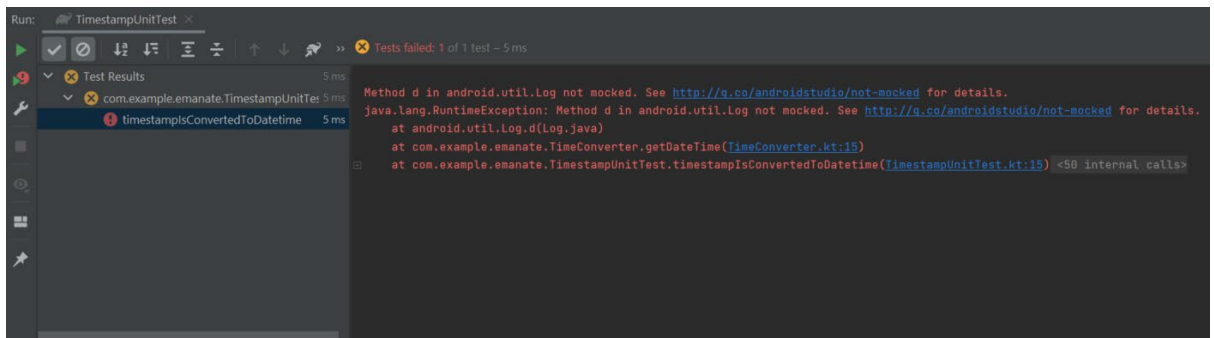 Run: TimestampUnitTest ×
» Tests failed: 1 of 1 test – 5 ms
Test Results 5 ms
com.example.emanate.TimestampUnitTes 5 ms
timestampIsConvertedToDatetime 5 ms
Method d in android.util.Log not mocked. See http://g.co/androidstudio/not-mocked for details.
java.lang.RuntimeException: Method d in android.util.Log not mocked. See http://g.co/androidstudio/not-mocked for details.
at android.util.Log.d(Log.java)
at com.example.emanate.TimeConverter.getDateTime(TimeConverter.kt:15)
at com.example.emanate.TimestampUnitTest.timestampIsConvertedToDatetime(TimestampUnitTest.kt:15) <50 internal calls>